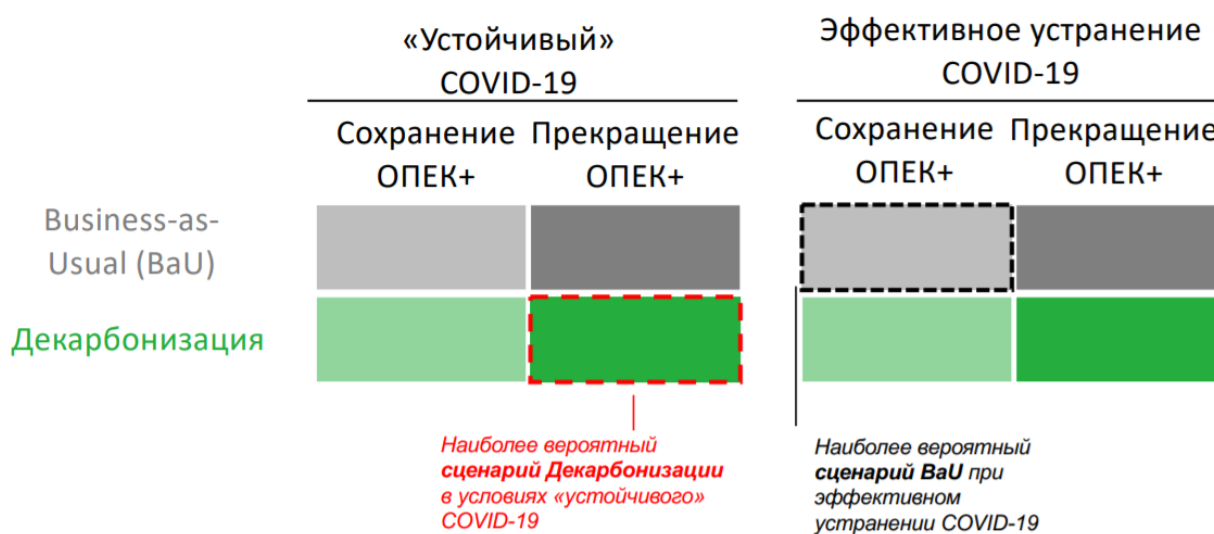 «Устойчивый»
COVID-19
Эффективное устранение
COVID-19
Сохранение
ОПЕК+
Прекращение
ОПЕК+
Сохранение
ОПЕК+
Прекращение
ОПЕК+
Business-as-
Usual (BaU)
Декарбонизация
Наиболее вероятный
сценарий Декарбонизации
в условиях «устойчивого»
COVID-19
Наиболее вероятный
сценарий BaU при
эффективном
устранении COVID-19